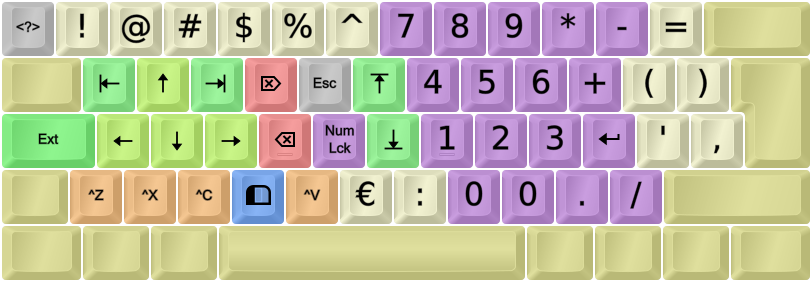 <?> ! @ # $ % ^ 7 8 9 * - =
⇤ ↑ ⇥ ⌦ Esc ⤒ 4 5 6 + ( )
Ext ← ↓ → ⌫ Num Lck ⤓ 1 2 3 ↵ ' ,
^Z ^X ^C ^V € : 0 0 . /